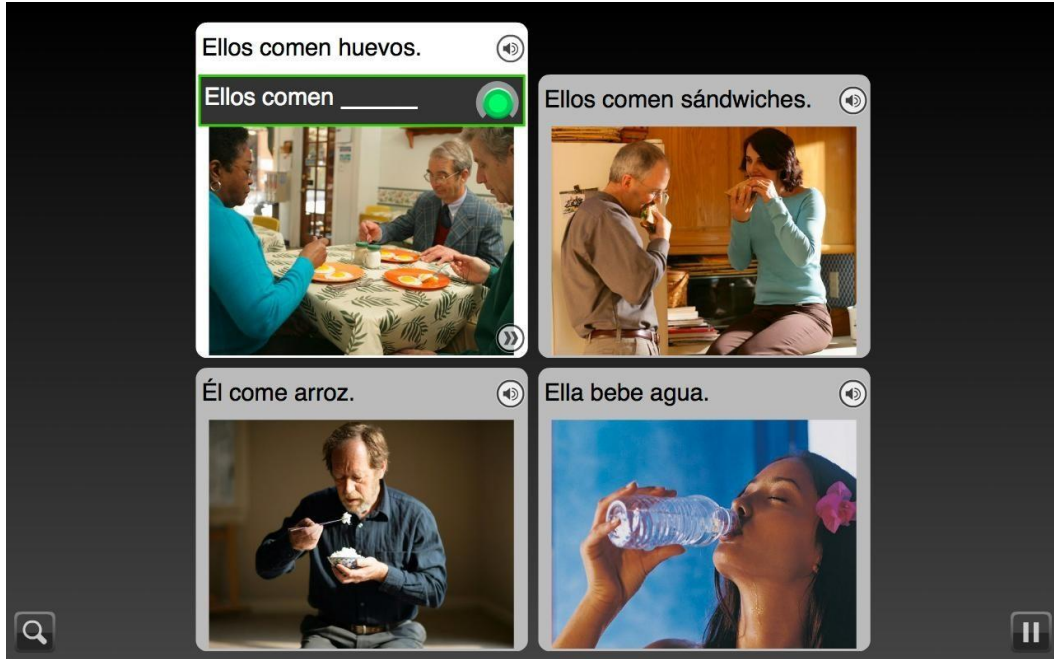 Ellos comen huevos.
Ellos comen ______
Ellos comen sándwiches.
Él come arroz.
Ella bebe agua.